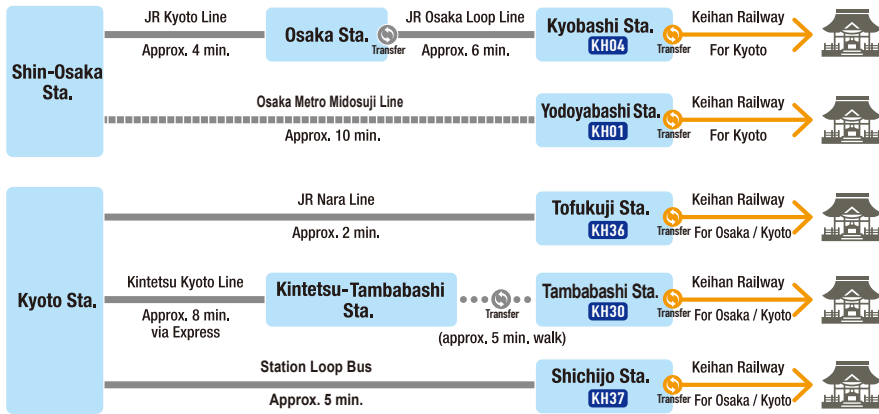 JR Kyoto Line
Approx. 4 min.
Osaka Sta.
Transfer
JR Osaka Loop Line
Approx. 6 min.
Kyobashi Sta.
KH04
Transfer
Keihan Railway
For Kyoto
Shin-Osaka
Sta.
Osaka Metro Midosuji Line
Approx. 10 min.
Yodoyabashi Sta.
KH01
Transfer
Keihan Railway
For Kyoto
Kyoto Sta.
JR Nara Line
Approx. 2 min.
Tofukuji Sta.
KH36
Transfer
Keihan Railway
For Osaka / Kyoto
Kintetsu Kyoto Line
Approx. 8 min.
via Express
Kintetsu-Tambabashi
Sta.
Transfer
(approx. 5 min. walk)
Tambabashi Sta.
KH30
Transfer
Keihan Railway
For Osaka / Kyoto
Station Loop Bus
Approx. 5 min.
Shichijo Sta.
KH37
Transfer
Keihan Railway
For Osaka / Kyoto